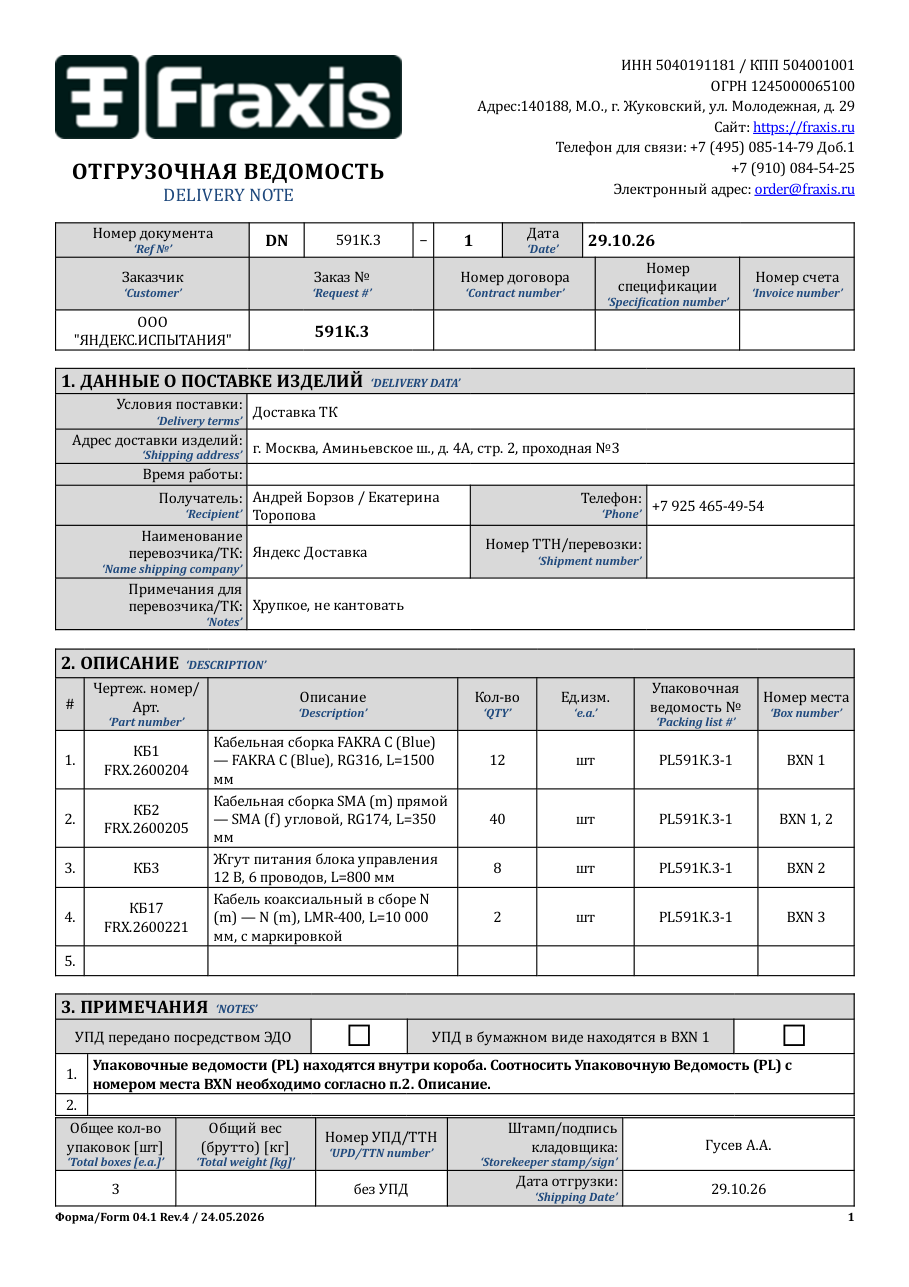 Fraxis
ИНН 5040191181 / КПП 504001001
ОГРН 1245000065100
Адрес:140188, М.О., г. Жуковский, ул. Молодежная, д. 29
Сайт: https://fraxis.ru
Телефон для связи: +7 (495) 085-14-79 Доб.1
+7 (910) 084-54-25
Электронный адрес: order@fraxis.ru
ОТГРУЗОЧНАЯ ВЕДОМОСТЬ
DELIVERY NOTE
Номер документа
‘Ref №’
DN
591К.3
–
1
Дата
‘Date’
29.10.26
Заказчик
‘Customer’
Заказ №
‘Request #’
Номер договора
‘Contract number’
Номер
спецификации
‘Specification number’
Номер счета
‘Invoice number’
ООО
"ЯНДЕКС.ИСПЫТАНИЯ"
591К.3
1. ДАННЫЕ О ПОСТАВКЕ ИЗДЕЛИЙ ‘DELIVERY DATA’
Условия поставки:
‘Delivery terms’
Доставка ТК
Адрес доставки изделий:
‘Shipping address’
г. Москва, Аминьевское ш., д. 4А, стр. 2, проходная №3
Время работы:
Получатель:
‘Recipient’
Андрей Борзов / Екатерина
Торопова
Телефон:
‘Phone’
+7 925 465-49-54
Наименование
перевозчика/ТК:
‘Name shipping company’
Яндекс Доставка
Номер ТТН/перевозки:
‘Shipment number’
Примечания для
перевозчика/ТК:
‘Notes’
Хрупкое, не кантовать
2. ОПИСАНИЕ ‘DESCRIPTION’
#
Чертеж. номер/
Арт.
‘Part number’
Описание
‘Description’
Кол-во
‘QTY’
Ед.изм.
‘e.a.’
Упаковочная
ведомость №
‘Packing list #’
Номер места
‘Box number’
1.
КБ1
FRX.2600204
Кабельная сборка FAKRA C (Blue)
— FAKRA C (Blue), RG316, L=1500
мм
12
шт
PL591К.3-1
BXN 1
2.
КБ2
FRX.2600205
Кабельная сборка SMA (m) прямой
— SMA (f) угловой, RG174, L=350
мм
40
шт
PL591К.3-1
BXN 1, 2
3.
КБ3
Жгут питания блока управления
12 В, 6 проводов, L=800 мм
8
шт
PL591К.3-1
BXN 2
4.
КБ17
FRX.2600221
Кабель коаксиальный в сборе N
(m) — N (m), LMR-400, L=10 000
мм, с маркировкой
2
шт
PL591К.3-1
BXN 3
5.
3. ПРИМЕЧАНИЯ ‘NOTES’
УПД передано посредством ЭДО
УПД в бумажном виде находятся в BXN 1
1.
Упаковочные ведомости (PL) находятся внутри короба. Соотносить Упаковочную Ведомость (PL) с
номером места BXN необходимо согласно п.2. Описание.
2.
Общее кол-во
упаковок [шт]
‘Total boxes [e.a.]’
Общий вес
(брутто) [кг]
‘Total weight [kg]’
Номер УПД/ТТН
‘UPD/TTN number’
Штамп/подпись
кладовщика:
‘Storekeeper stamp/sign’
Гусев А.А.
3
без УПД
Дата отгрузки:
‘Shipping Date’
29.10.26
Форма/Form 04.1 Rev.4 / 24.05.2026
1